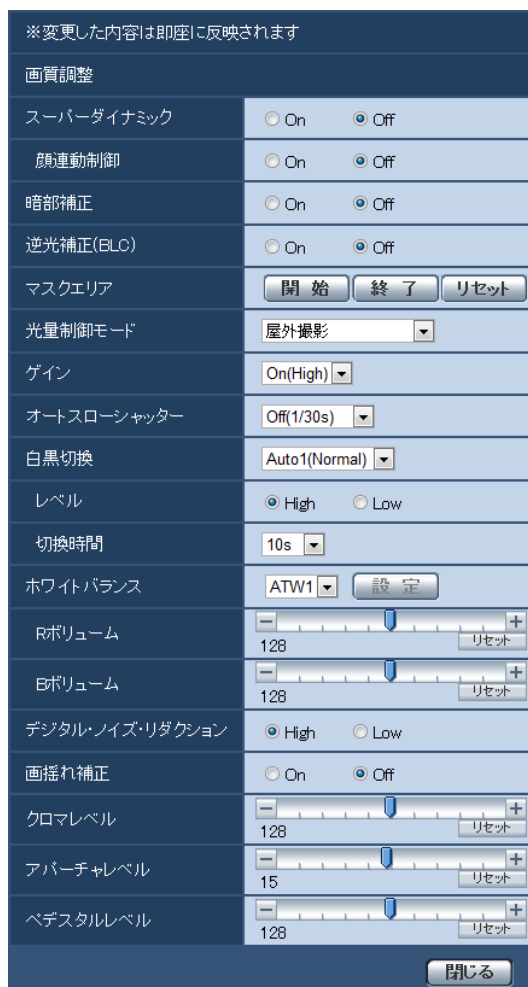 ※変更した内容は即座に反映されます
画質調整
スーパーダイナミック On Off
顔連動制御 On Off
暗部補正 On Off
逆光補正(BLC) On Off
マスクエリア 開 始 終 了 リセット
光量制御モード 屋外撮影
ゲイン On(High)
オートスローシャッター Off(1/30s)
白黒切換 Auto1(Normal)
レベル High Low
切換時間 10s
ホワイトバランス ATW1 設 定
Rボリューム - + 128 リセット
Bボリューム - + 128 リセット
デジタル・ノイズ・リダクション High Low
画揺れ補正 On Off
クロマレベル - + 128 リセット
アパーチャレベル - + 15 リセット
ペデスタルレベル - + 128 リセット
閉じる